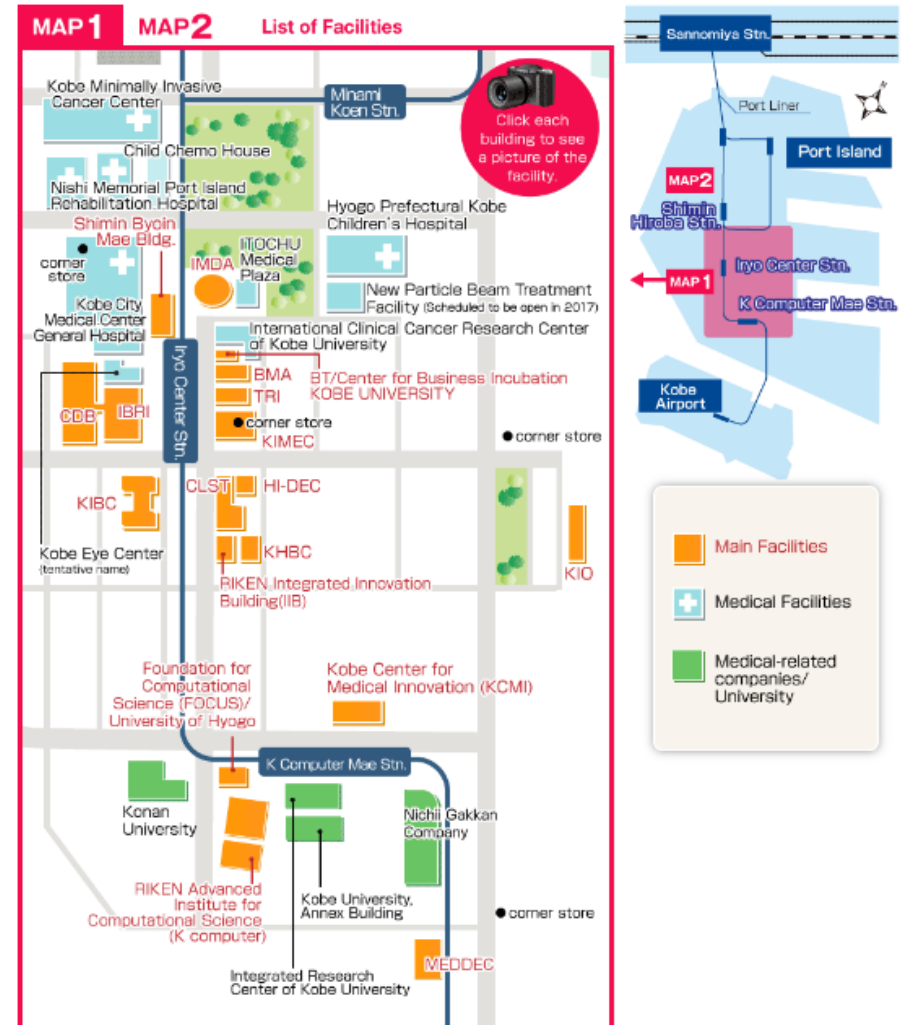 MAP1 MAP2 List of Facilities
Kobe Minimally Invasive
Cancer Center
Minami
Koen Stn.
Click each
building to see
a picture of the
facility.
Child Chemo House
Nishi Memorial Port Island
Rehabilitation Hospital
Shimin Byoin
Mae Bldg.
Hyogo Prefectural Kobe
Children's Hospital
corner
store
IMDA
ITOCHU
Medical
Plaza
New Particle Beam Treatment
Facility (Scheduled to be open in 2017)
Kobe City
Medical Center
General Hospital
International Clinical Cancer Research Center
of Kobe University
Iryo Center Stn.
BMA
BT/Center for Business Incubation
KOBE UNIVERSITY
TRI
CDB
IBRI
corner store
KIMEC
corner store
KIBC
CLST
HI-DEC
Kobe Eye Center
(tentative name)
KHBC
KIO
RIKEN Integrated Innovation
Building(IIB)
Foundation for
Computational
Science (FOCUS)/
University of Hyogo
Kobe Center for
Medical Innovation (KCMI)
K Computer Mae Stn.
Konan
University
Nichii Gakkan
Company
RIKEN Advanced
Institute for
Computational Science
(K computer)
Kobe University,
Annex Building
corner store
Integrated Research
Center of Kobe University
MEDDEC
Sannomiya Stn.
Port Liner
Port Island
MAP2
Shimin
Hiroba Stn.
Iryo Center Stn.
MAP1
K Computer Mae Stn.
Kobe
Airport
Main Facilities
Medical Facilities
Medical-related
companies/
University